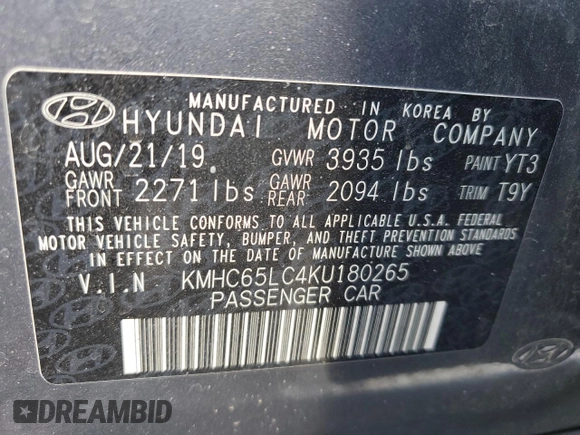 MANUFACTURED IN KOREA BY
HYUNDAI MOTOR COMPANY
AUG/21/19 GVWR 3935 lbs PAINT YT3
GAWR FRONT 2271 lbs GAWR REAR 2094 lbs TRIM T9Y
THIS VEHICLE CONFORMS TO ALL APPLICABLE U.S.A. FEDERAL
MOTOR VEHICLE SAFETY, BUMPER, AND THEFT PREVENTION STANDARDS
IN EFFECT ON THE DATE OF MANUFACTURE SHOWN ABOVE
V.I.N KMHC65LC4KU180265
PASSENGER CAR
DREAMBID